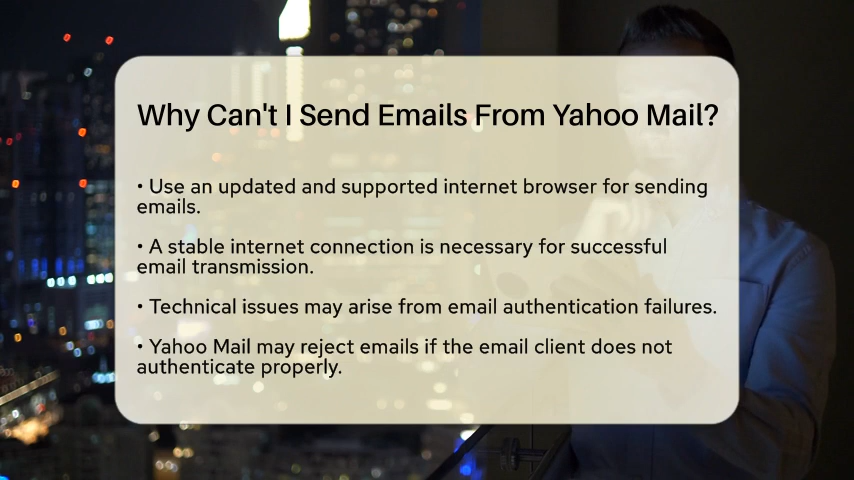 Why Can't I Send Emails From Yahoo Mail?
• Use an updated and supported internet browser for sending
emails.
• A stable internet connection is necessary for successful
email transmission.
• Technical issues may arise from email authentication failures.
• Yahoo Mail may reject emails if the email client does not
authenticate properly.